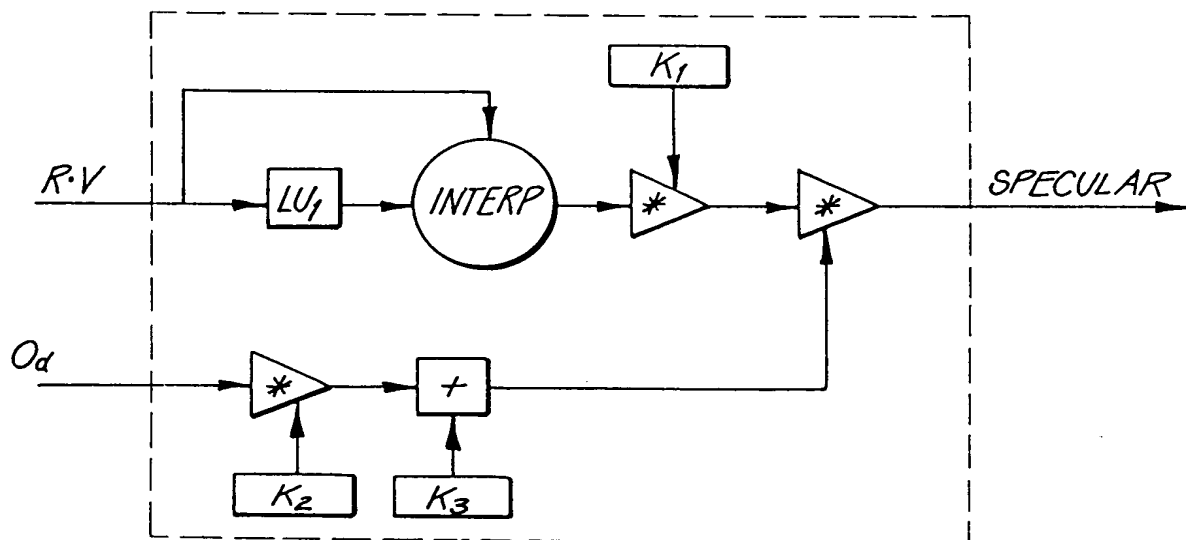 K₁
R·V
LU₁
INTERP
*
*
SPECULAR
Od
*
+
K₂
K₃